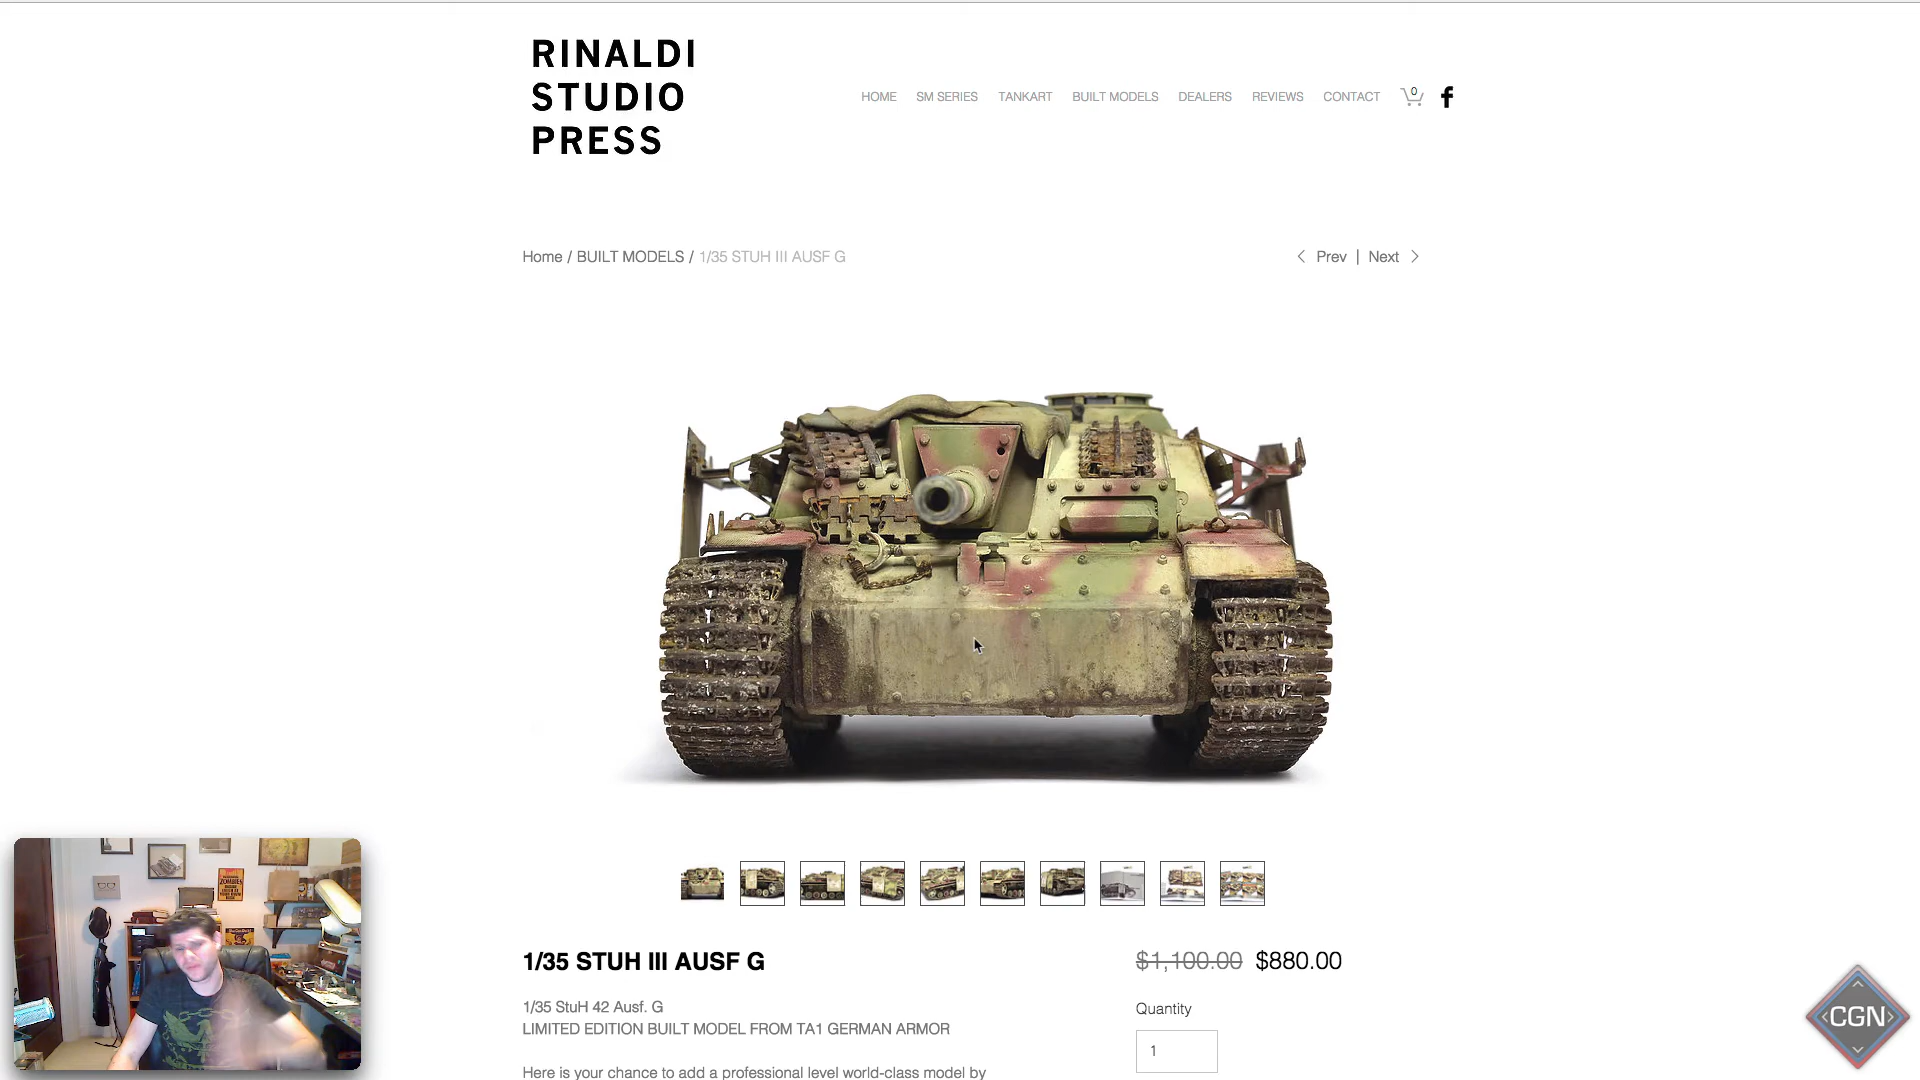 RINALDI
STUDIO
PRESS
HOME SM SERIES TANKART BUILT MODELS DEALERS REVIEWS CONTACT 0
Home / BUILT MODELS / 1/35 STUH III AUSF G
Prev | Next
1/35 STUH III AUSF G
$1,100.00 $880.00
1/35 StuH 42 Ausf. G
LIMITED EDITION BUILT MODEL FROM TA1 GERMAN ARMOR
Quantity
1
Here is your chance to add a professional level world-class model by
ZOMBIES
CGN